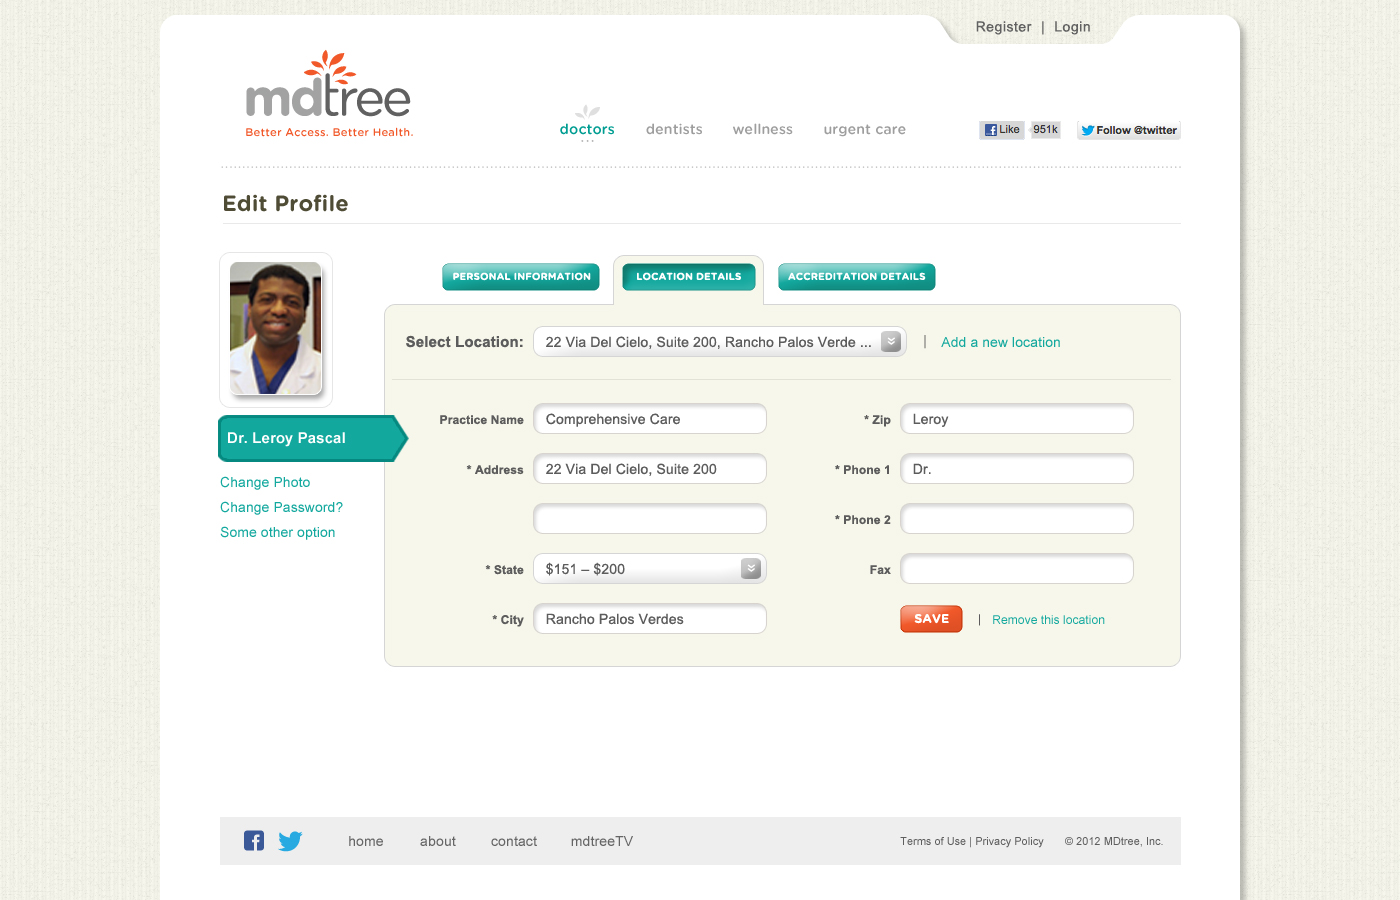 Register | Login
mdtree
Better Access. Better Health.
doctors dentists wellness urgent care
Like 951k Follow @twitter
Edit Profile
PERSONAL INFORMATION LOCATION DETAILS ACCREDITATION DETAILS
Select Location: 22 Via Del Cielo, Suite 200, Rancho Palos Verde ... | Add a new location
Practice Name Comprehensive Care * Zip Leroy
Dr. Leroy Pascal
* Address 22 Via Del Cielo, Suite 200 * Phone 1 Dr.
Change Photo
Change Password?
* Phone 2
Some other option
* State $151 – $200 Fax
* City Rancho Palos Verdes SAVE | Remove this location
home about contact mdtreeTV Terms of Use | Privacy Policy © 2012 MDtree, Inc.